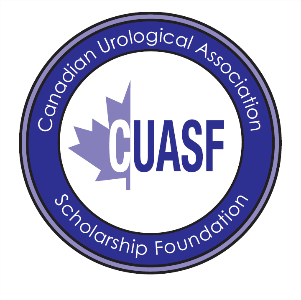 Canadian Urological Association
CUASF
Scholarship Foundation